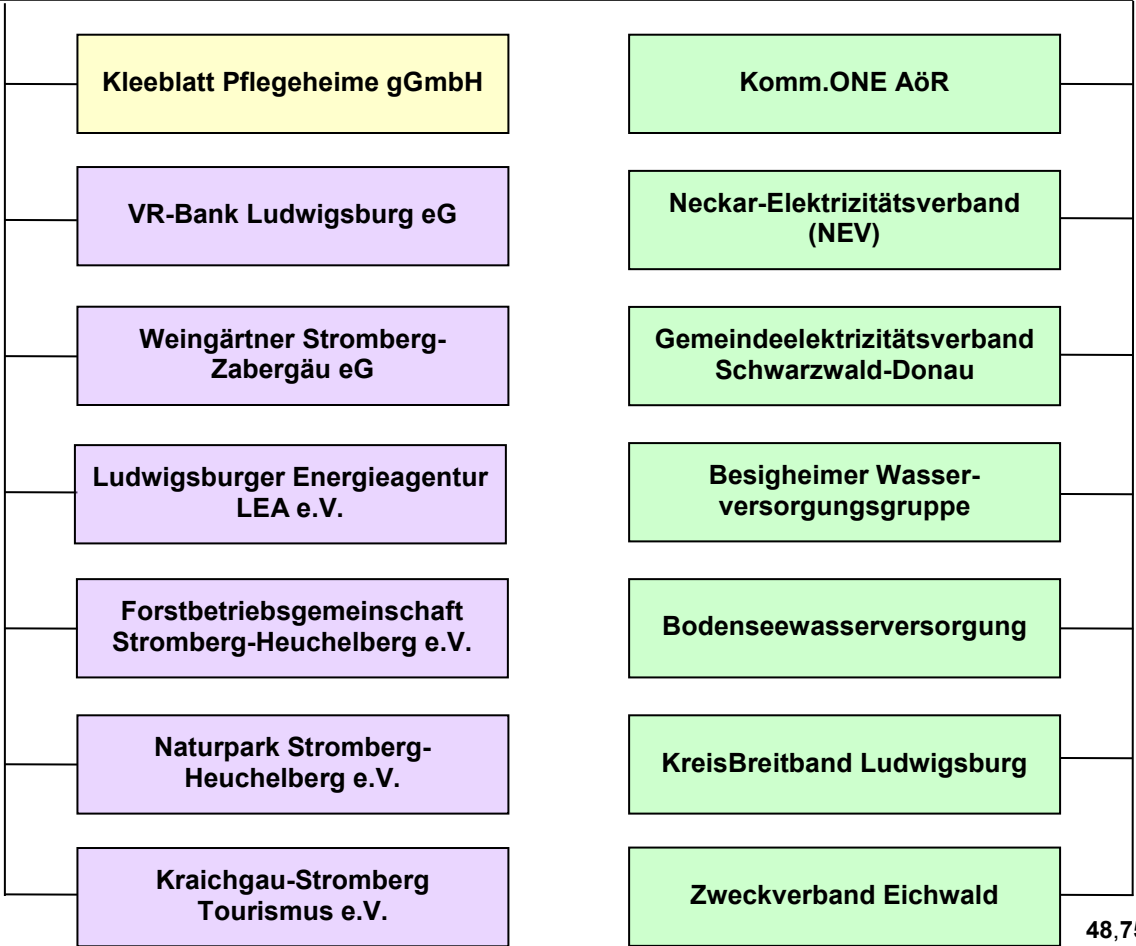 Kleeblatt Pflegeheime gGmbH
VR-Bank Ludwigsburg eG
Weingärtner Stromberg-
Zabergäu eG
Ludwigsburger Energieagentur
LEA e.V.
Forstbetriebsgemeinschaft
Stromberg-Heuchelberg e.V.
Naturpark Stromberg-
Heuchelberg e.V.
Kraichgau-Stromberg
Tourismus e.V.
Komm.ONE AöR
Neckar-Elektrizitätsverband
(NEV)
Gemeindeelektrizitätsverband
Schwarzwald-Donau
Besigheimer Wasser-
versorgungsgruppe
Bodenseewasserversorgung
KreisBreitband Ludwigsburg
Zweckverband Eichwald
48,75